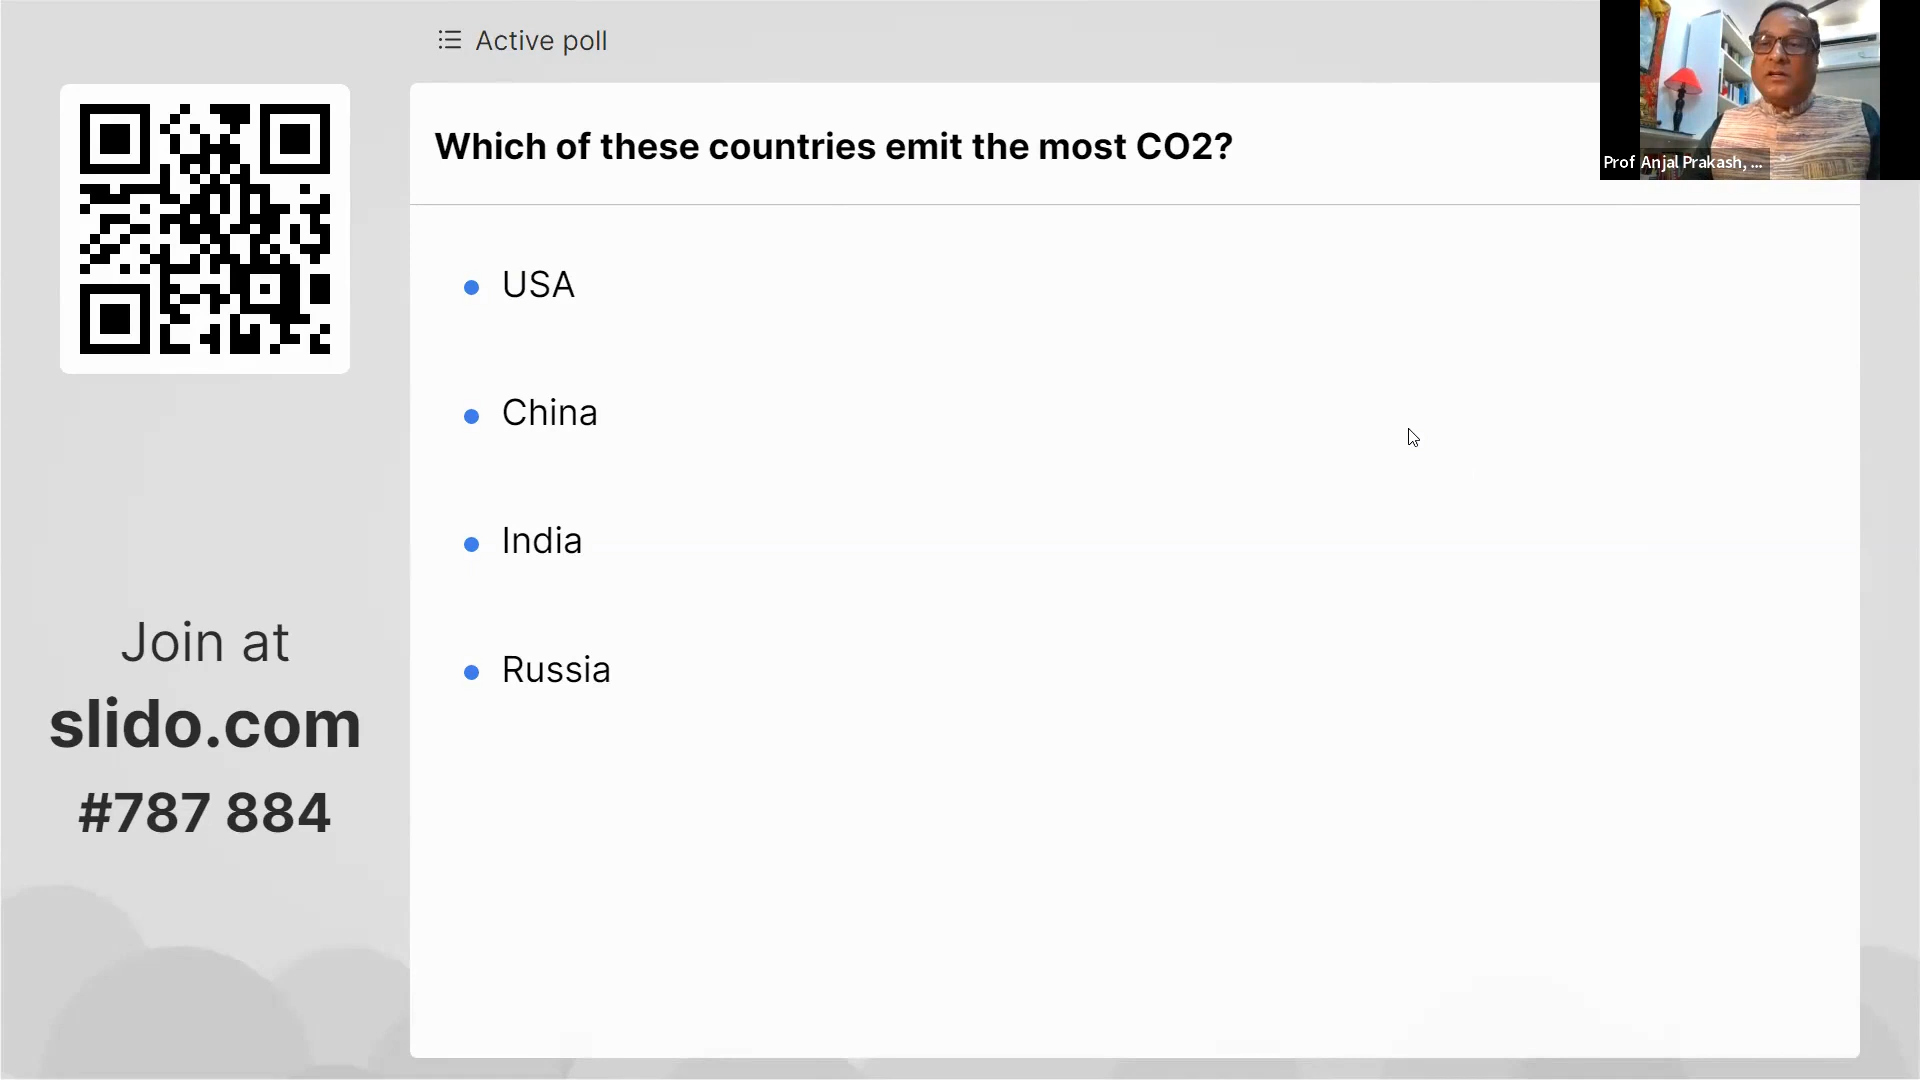 Active poll
Which of these countries emit the most CO2?
USA
China
India
Russia
Join at
slido.com
#787 884
Prof Anjal Prakash, ...